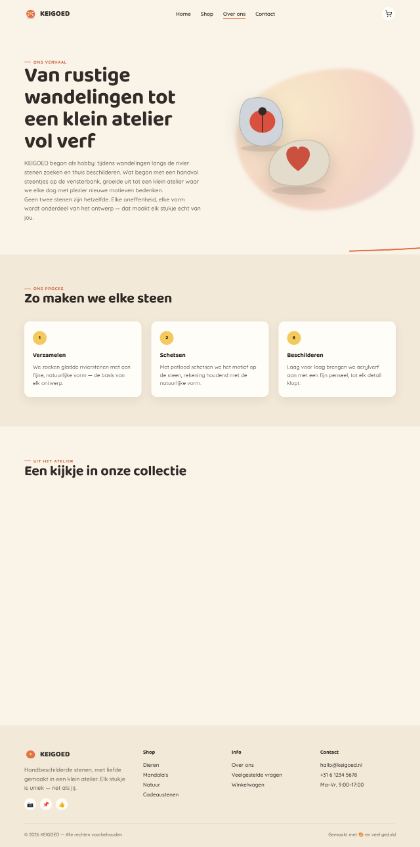 KEIGOED
Home Shop Over ons Contact
ONS VERHAAL
Van rustige
wandelingen tot
een klein atelier
vol verf
KEIGOED begon als hobby: tijdens wandelingen langs de rivier
steentjes zoeken en thuis beschilderen. Wat begon met een handvol
steentjes op de vensterbank, groeide uit tot een klein atelier waar
we elke dag met plezier nieuwe motieven bedenken.
Geen twee stenen zijn hetzelfde. Elke oneffenheid, elke vorm
wordt onderdeel van het ontwerp — dat maakt elk stukje echt van
jou.
ONS PROCES
Zo maken we elke steen
1
Verzamelen
We zoeken gladde rivierstenen met een
fijne, natuurlijke vorm — de basis van
elk ontwerp.
2
Schetsen
Met potlood schetsen we het motief op
de steen, rekening houdend met de
natuurlijke vorm.
3
Beschilderen
Laag voor laag brengen we acrylverf
aan met een fijn penseel, tot elk detail
klopt.
UIT HET ATELIER
Een kijkje in onze collectie
KEIGOED
Handbeschilderde stenen, met liefde
gemaakt in een klein atelier. Elk stukje
is uniek — net als jij.
Shop
Dieren
Mandala's
Natuur
Cadeaustenen
Info
Over ons
Veelgestelde vragen
Winkelwagen
Contact
hallo@keigoed.nl
+31 6 1234 5678
Ma–Vr, 9:00–17:00
© 2026 KEIGOED — Alle rechten voorbehouden
Gemaakt met 🎨 en veel geduld